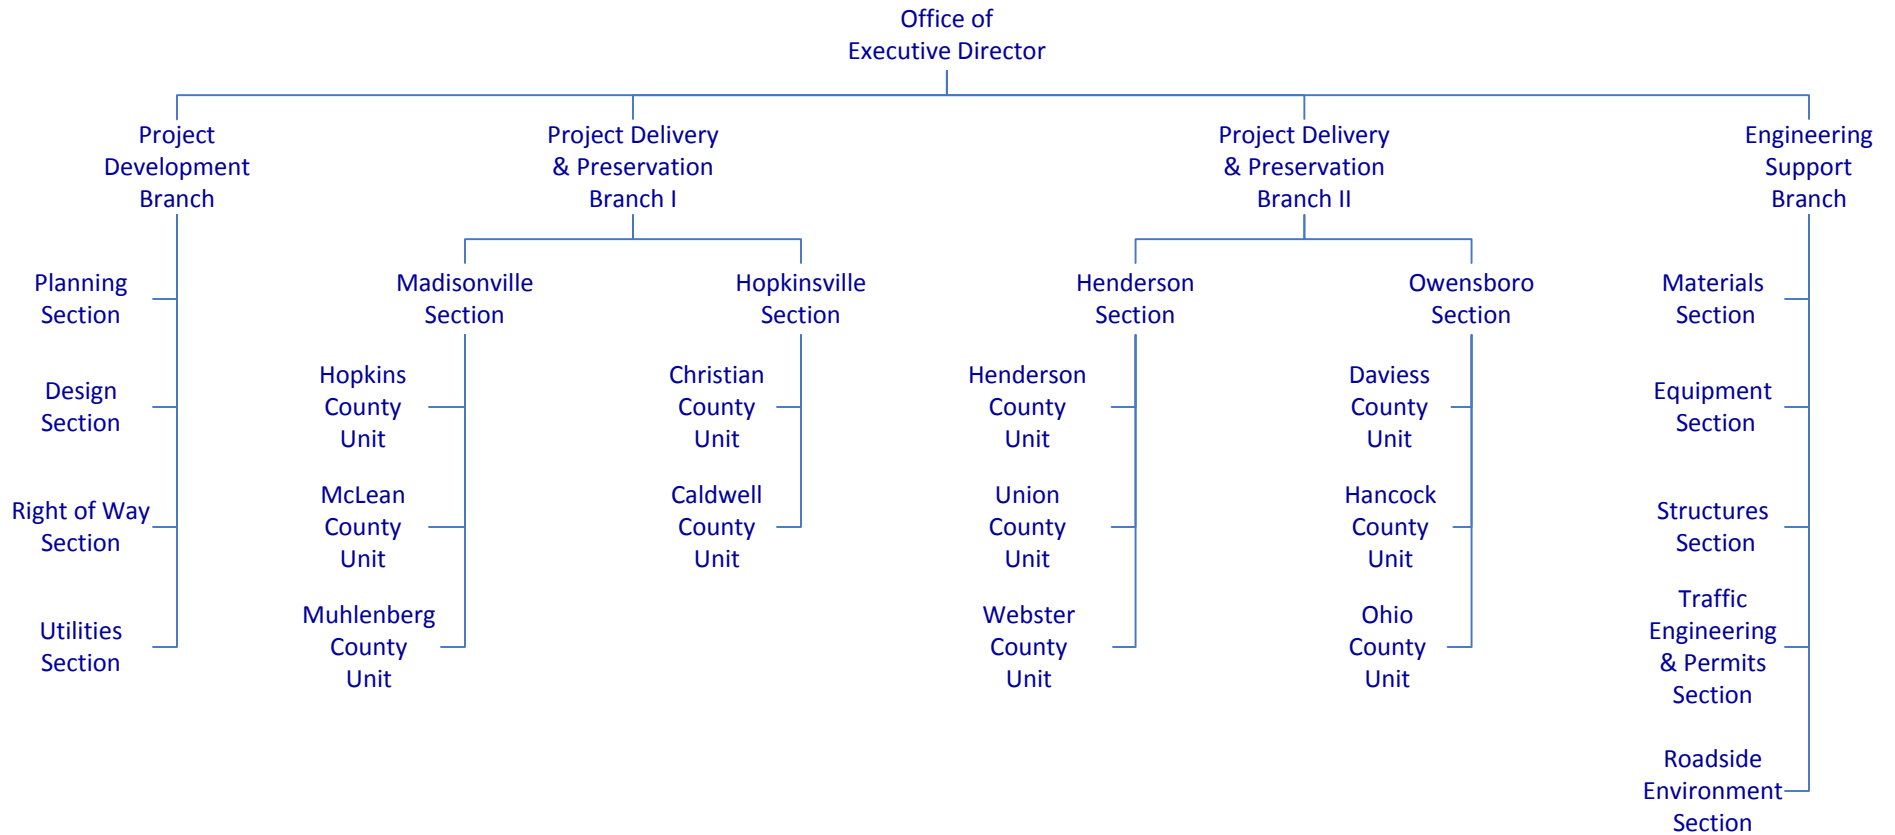 Office of
Executive Director
Project
Development
Branch
Project Delivery
& Preservation
Branch I
Project Delivery
& Preservation
Branch II
Engineering
Support
Branch
Planning
Section
Design
Section
Right of Way
Section
Utilities
Section
Madisonville
Section
Hopkins
County
Unit
McLean
County
Unit
Muhlenberg
County
Unit
Hopkinsville
Section
Christian
County
Unit
Caldwell
County
Unit
Henderson
Section
Henderson
County
Unit
Union
County
Unit
Webster
County
Unit
Owensboro
Section
Daviess
County
Unit
Hancock
County
Unit
Ohio
County
Unit
Materials
Section
Equipment
Section
Structures
Section
Traffic
Engineering
& Permits
Section
Roadside
Environment
Section